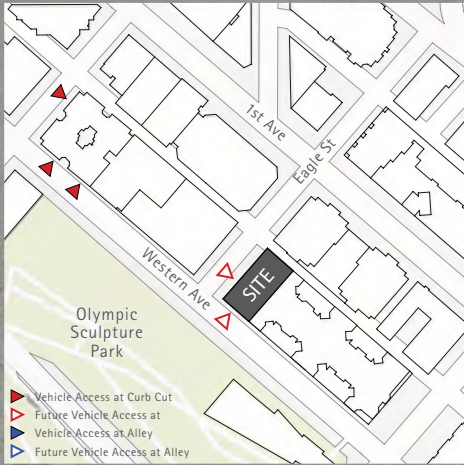 1st Ave
Eagle St
Western Ave
SITE
Olympic
Sculpture
Park
Vehicle Access at Curb Cut
Future Vehicle Access at
Vehicle Access at Alley
Future Vehicle Access at Alley